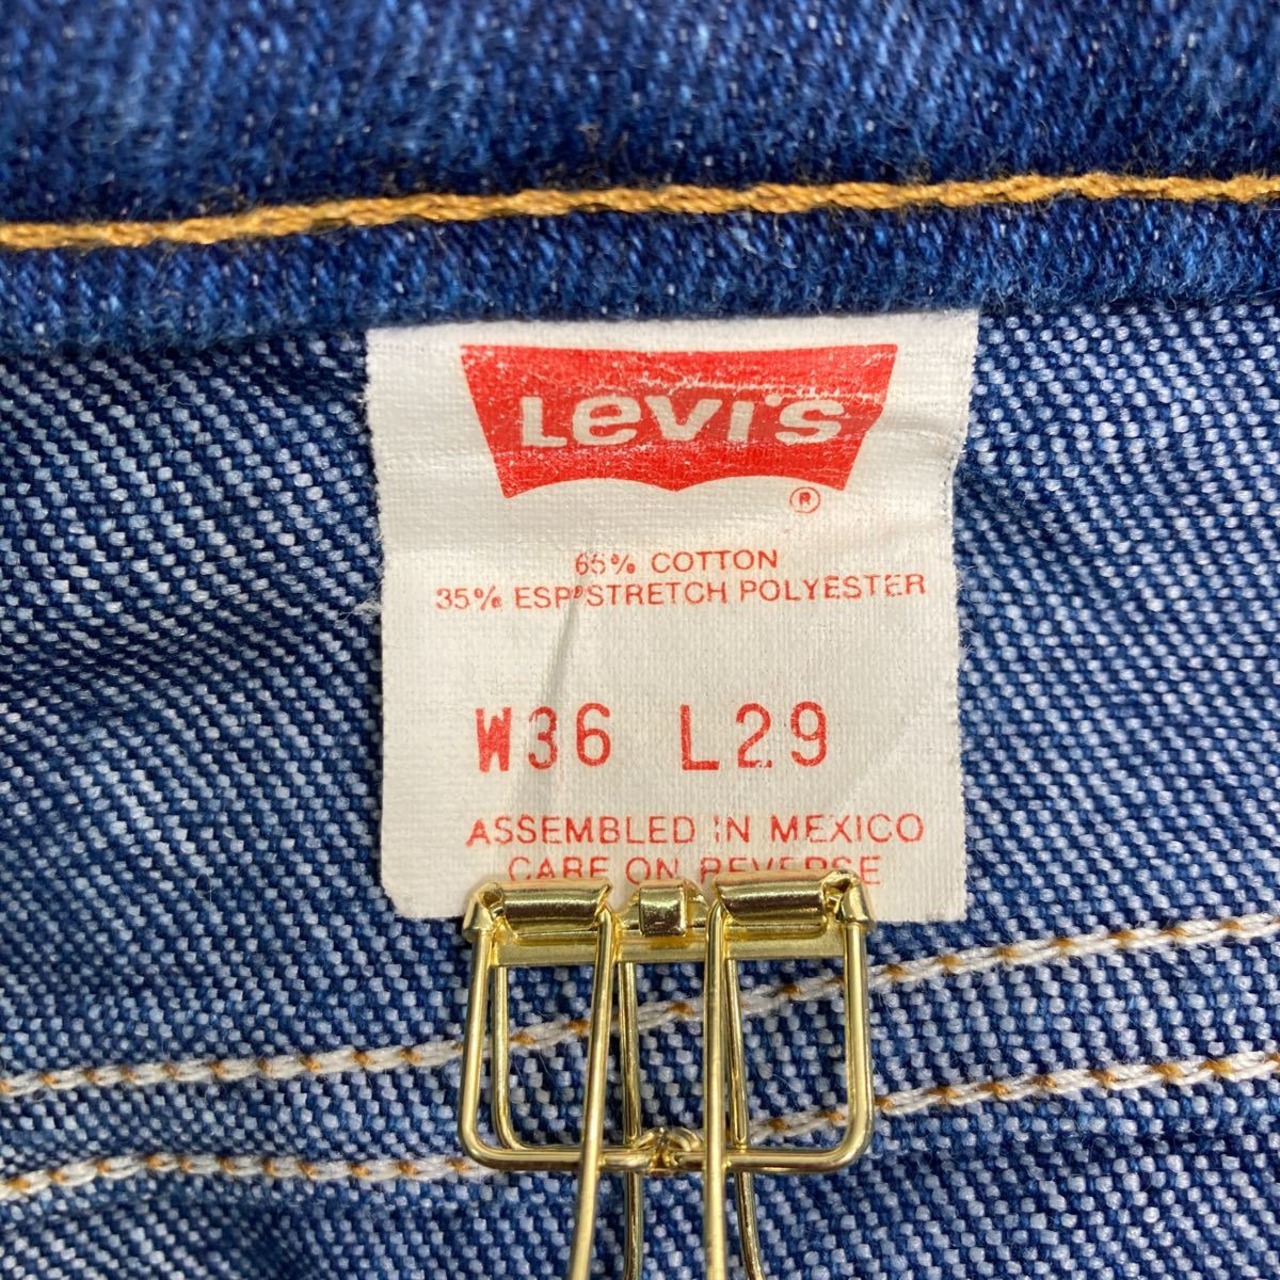 Levi's
®
65% COTTON
35% ESP® STRETCH POLYESTER
W36 L29
ASSEMBLED IN MEXICO
CARE ON REVERSE